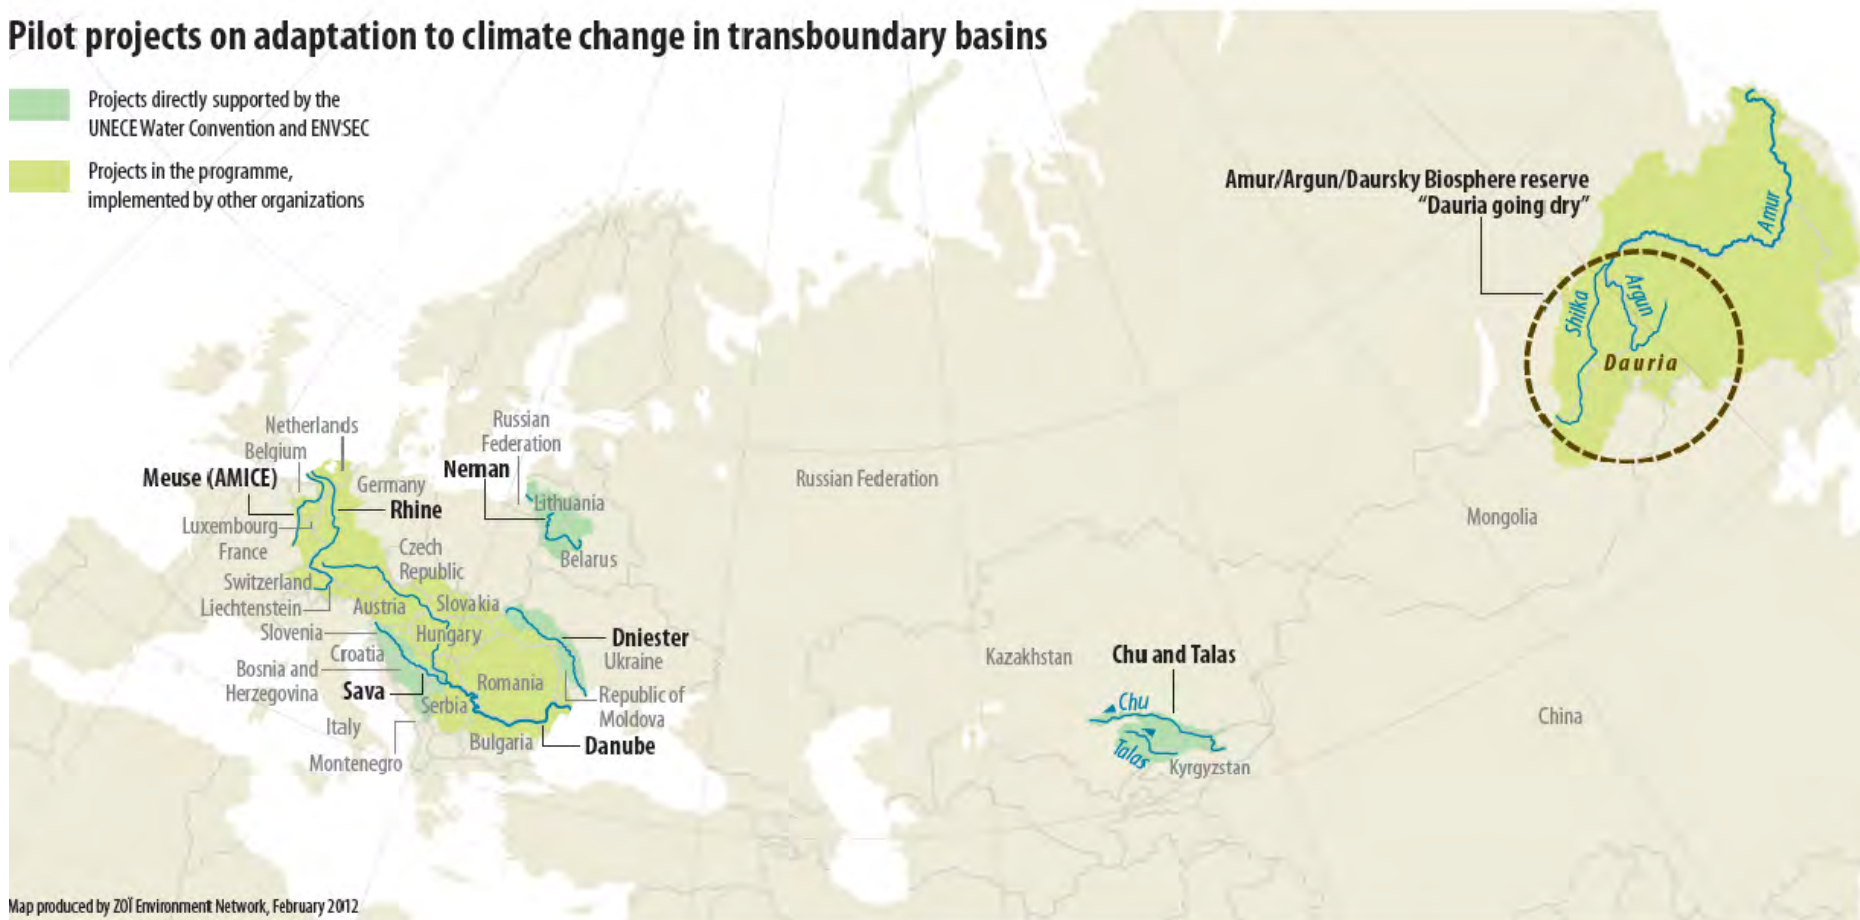 Pilot projects on adaptation to climate change in transboundary basins
Projects directly supported by the
UNECE Water Convention and ENVSEC
Projects in the programme,
implemented by other organizations
Amur/Argun/Daursky Biosphere reserve
“Dauria going dry”
Amur
Argun
Shilka
Dauria
Netherlands
Belgium
Meuse (AMICE)
Germany
Rhine
Luxembourg
France
Czech
Republic
Switzerland
Liechtenstein
Austria
Slovakia
Slovenia
Hungary
Croatia
Bosnia and
Herzegovina
Sava
Serbia
Romania
Italy
Montenegro
Bulgaria
Danube
Russian
Federation
Neman
Lithuania
Belarus
Dniester
Ukraine
Republic of
Moldova
Russian Federation
Kazakhstan
Chu and Talas
Chu
Talas
Kyrgyzstan
Mongolia
China
Map produced by ZOÏ Environment Network, February 2012